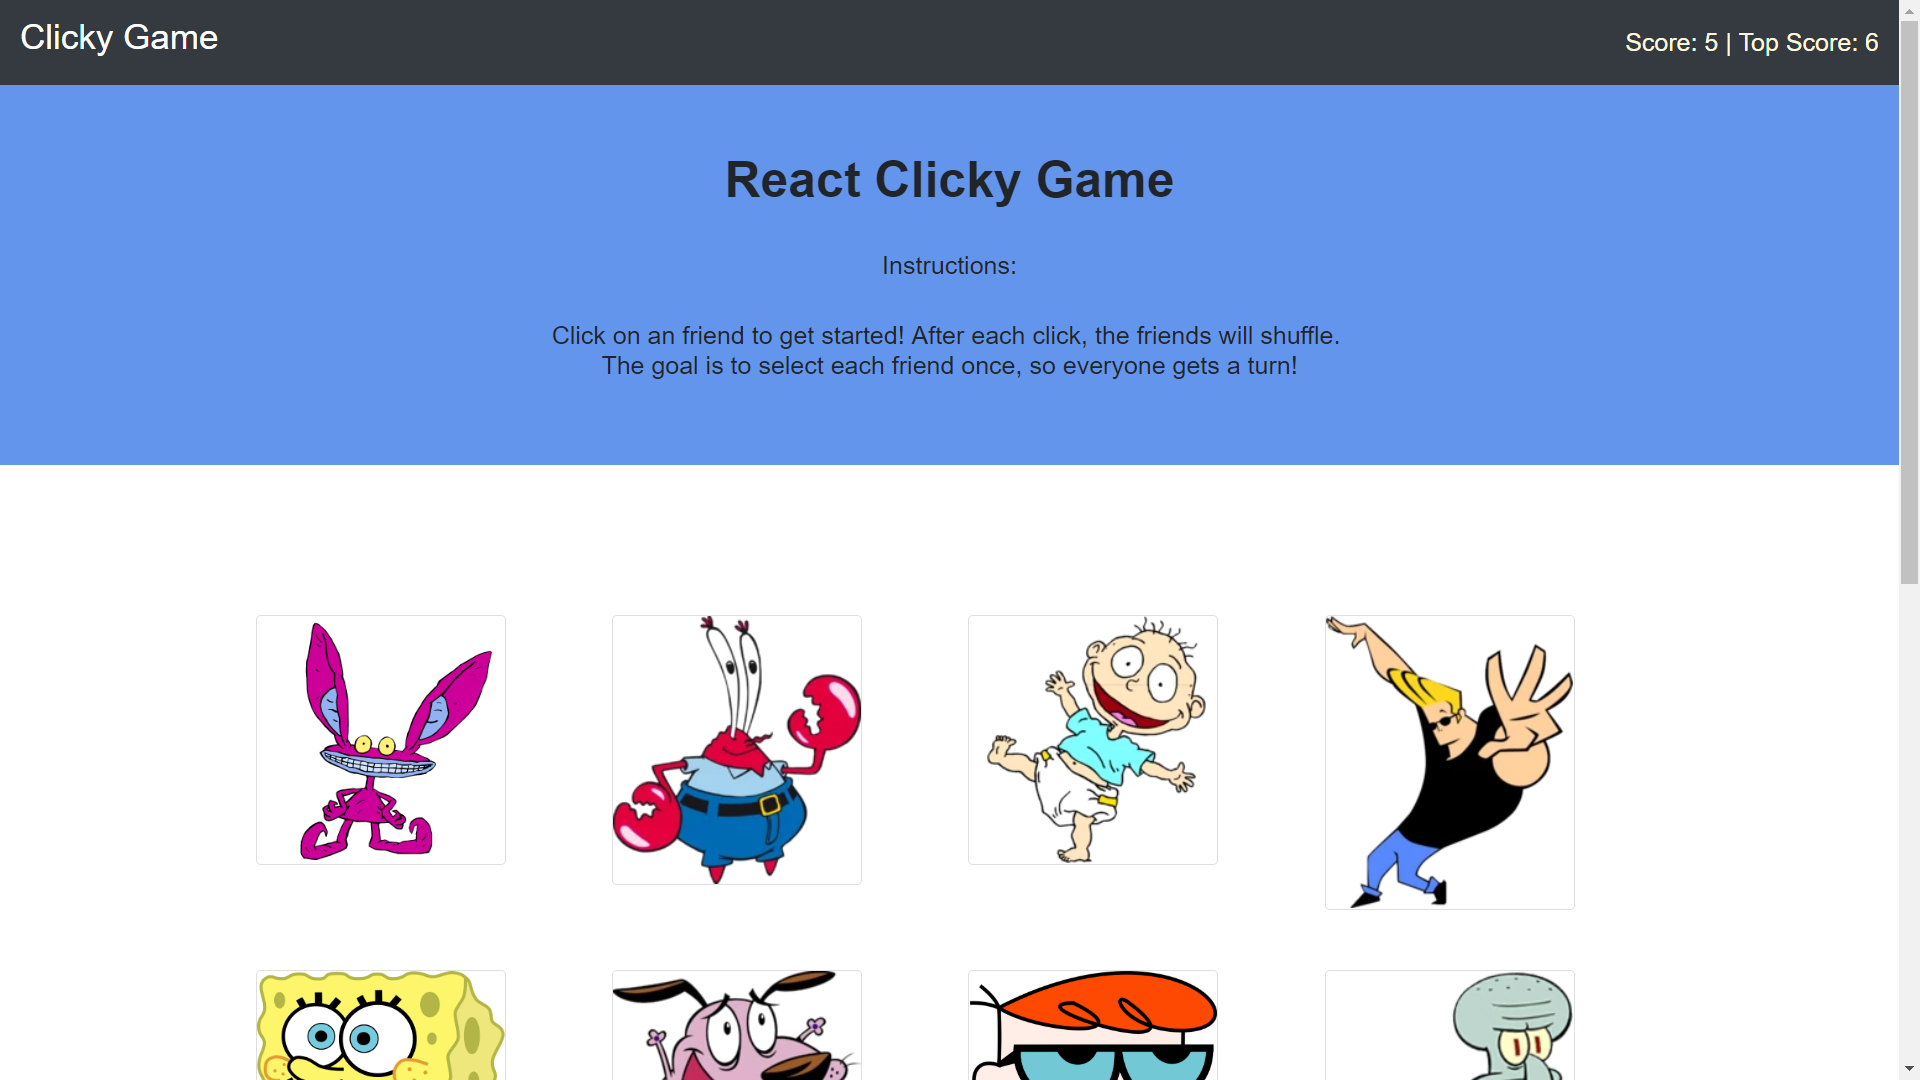 Clicky Game
Score: 5 | Top Score: 6
React Clicky Game
Instructions:
Click on an friend to get started! After each click, the friends will shuffle.
The goal is to select each friend once, so everyone gets a turn!